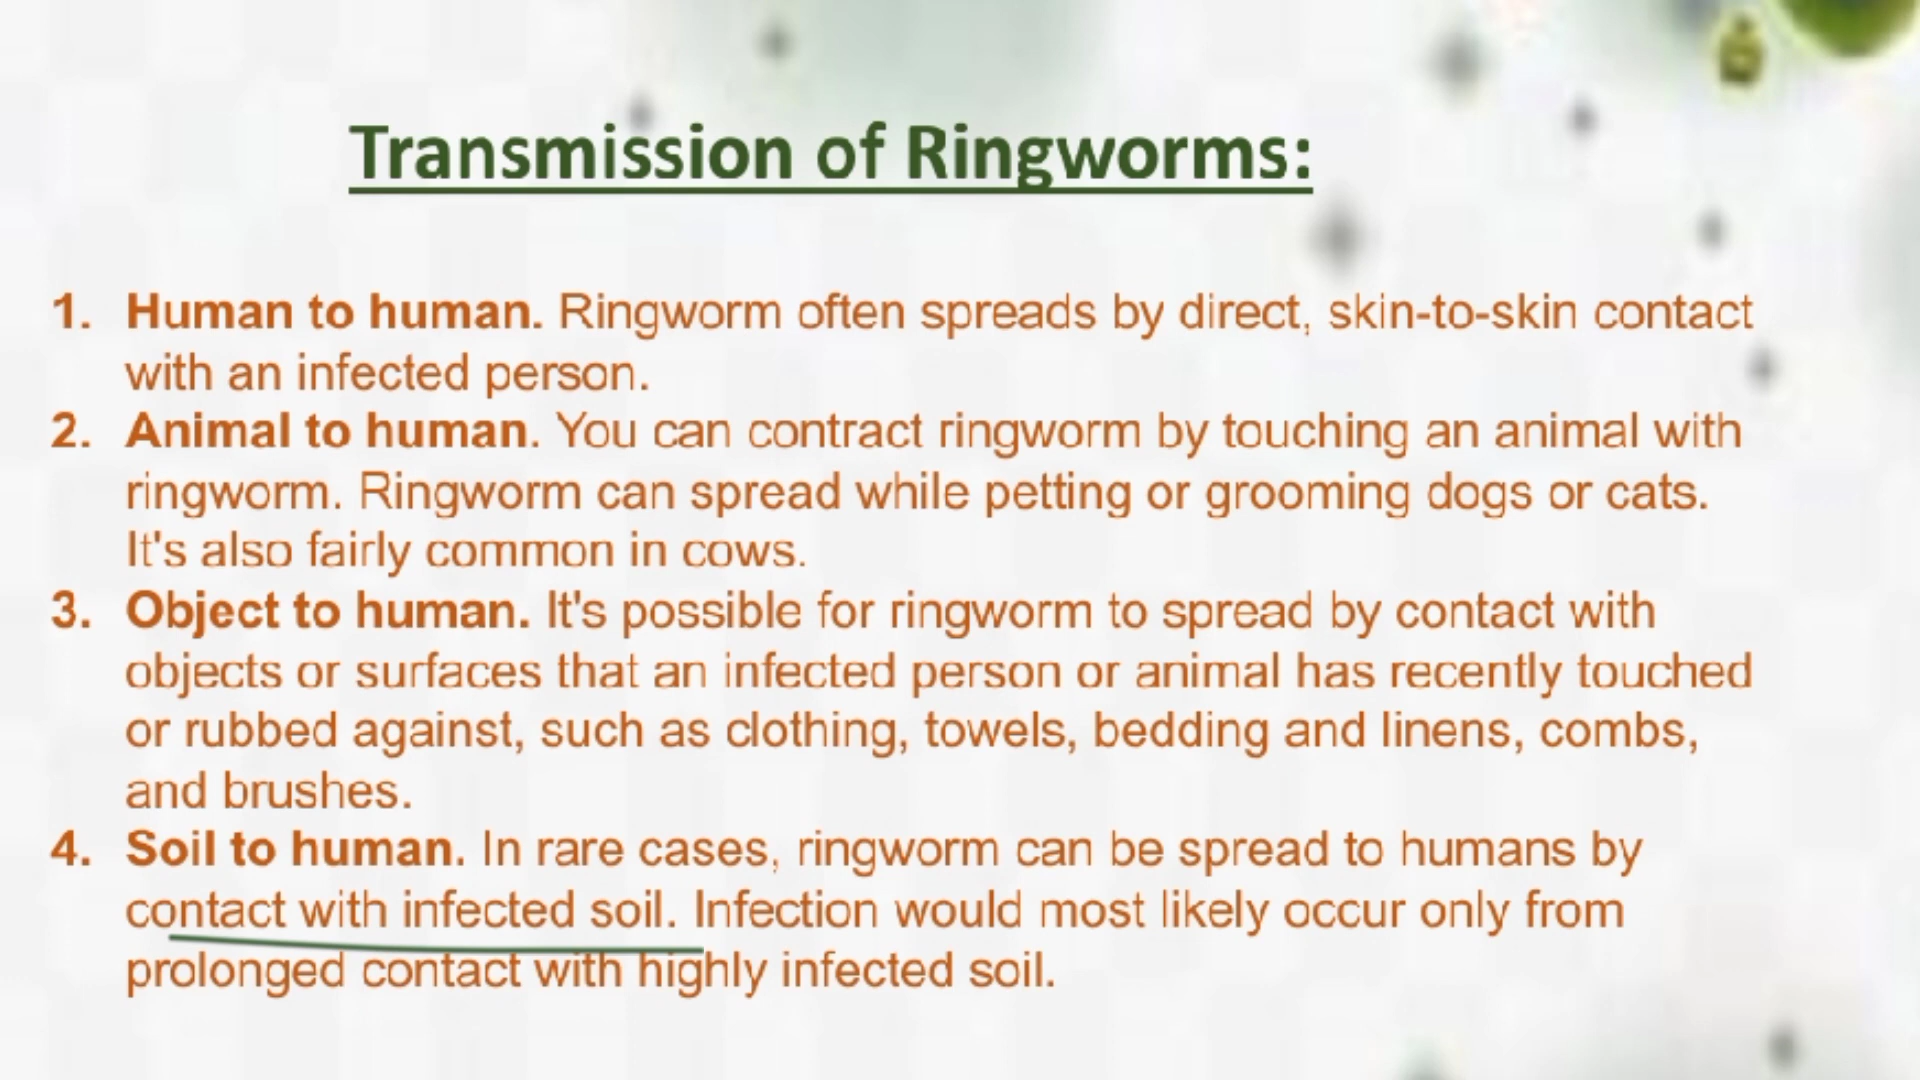 Transmission of Ringworms:
1. Human to human. Ringworm often spreads by direct, skin-to-skin contact
with an infected person.
2. Animal to human. You can contract ringworm by touching an animal with
ringworm. Ringworm can spread while petting or grooming dogs or cats.
It's also fairly common in cows.
3. Object to human. It's possible for ringworm to spread by contact with
objects or surfaces that an infected person or animal has recently touched
or rubbed against, such as clothing, towels, bedding and linens, combs,
and brushes.
4. Soil to human. In rare cases, ringworm can be spread to humans by
contact with infected soil. Infection would most likely occur only from
prolonged contact with highly infected soil.